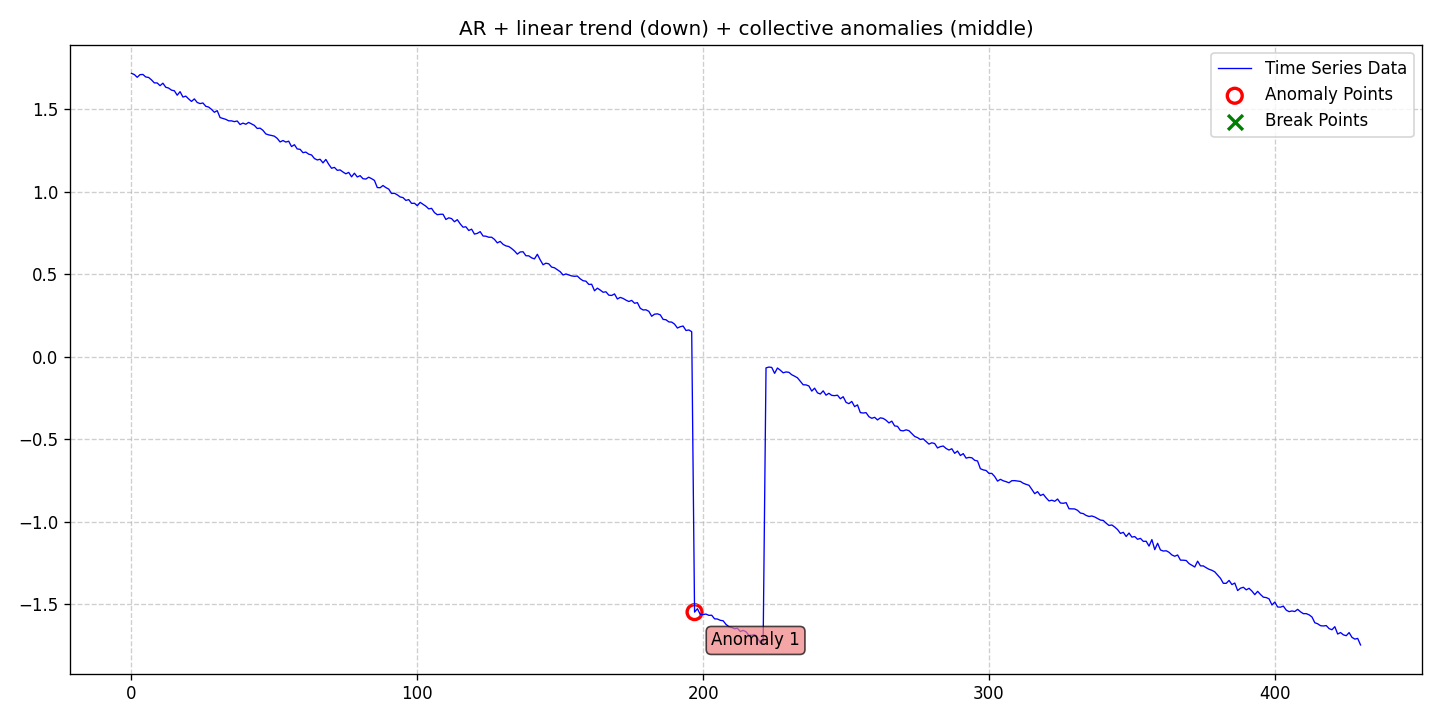 AR + linear trend (down) + collective anomalies (middle)
Time Series Data
Anomaly Points
Break Points
1.5
1.0
0.5
0.0
−0.5
−1.0
−1.5
Anomaly 1
0
100
200
300
400